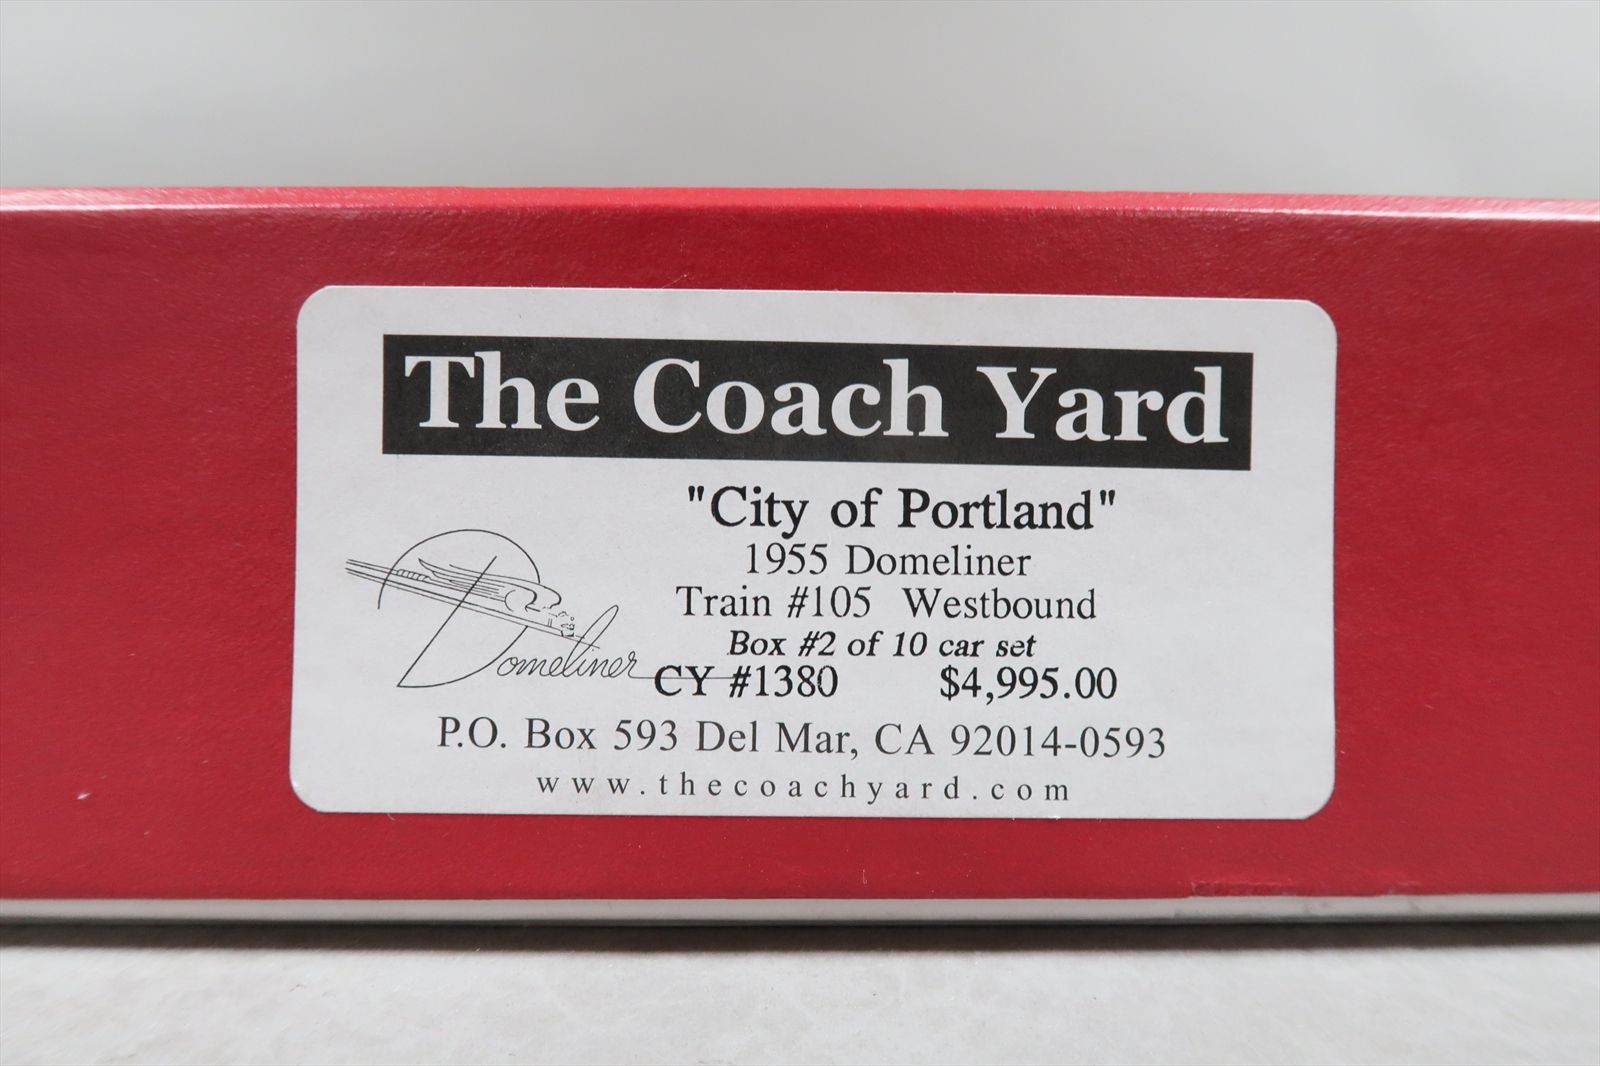 The Coach Yard
"City of Portland"
1955 Domeliner
Train #105 Westbound
Box #2 of 10 car set
Domeliner
CY #1380 $4,995.00
P.O. Box 593 Del Mar, CA 92014-0593
www.thecoachyard.com